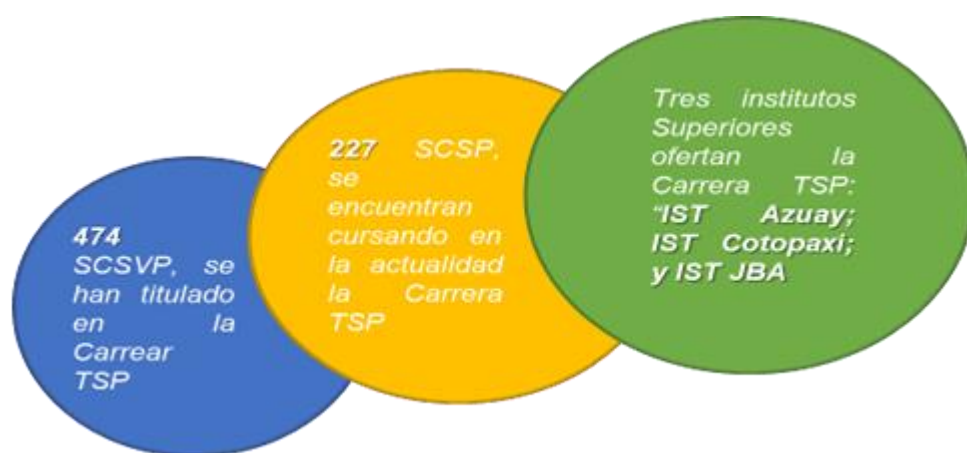 474
SCSVP, se
han titulado
en la
Carrear
TSP
227 SCSP,
se
encuentran
cursando en
la actualidad
la Carrera
TSP
Tres institutos
Superiores
ofertan la
Carrera TSP:
“IST Azuay;
IST Cotopaxi;
y IST JBA